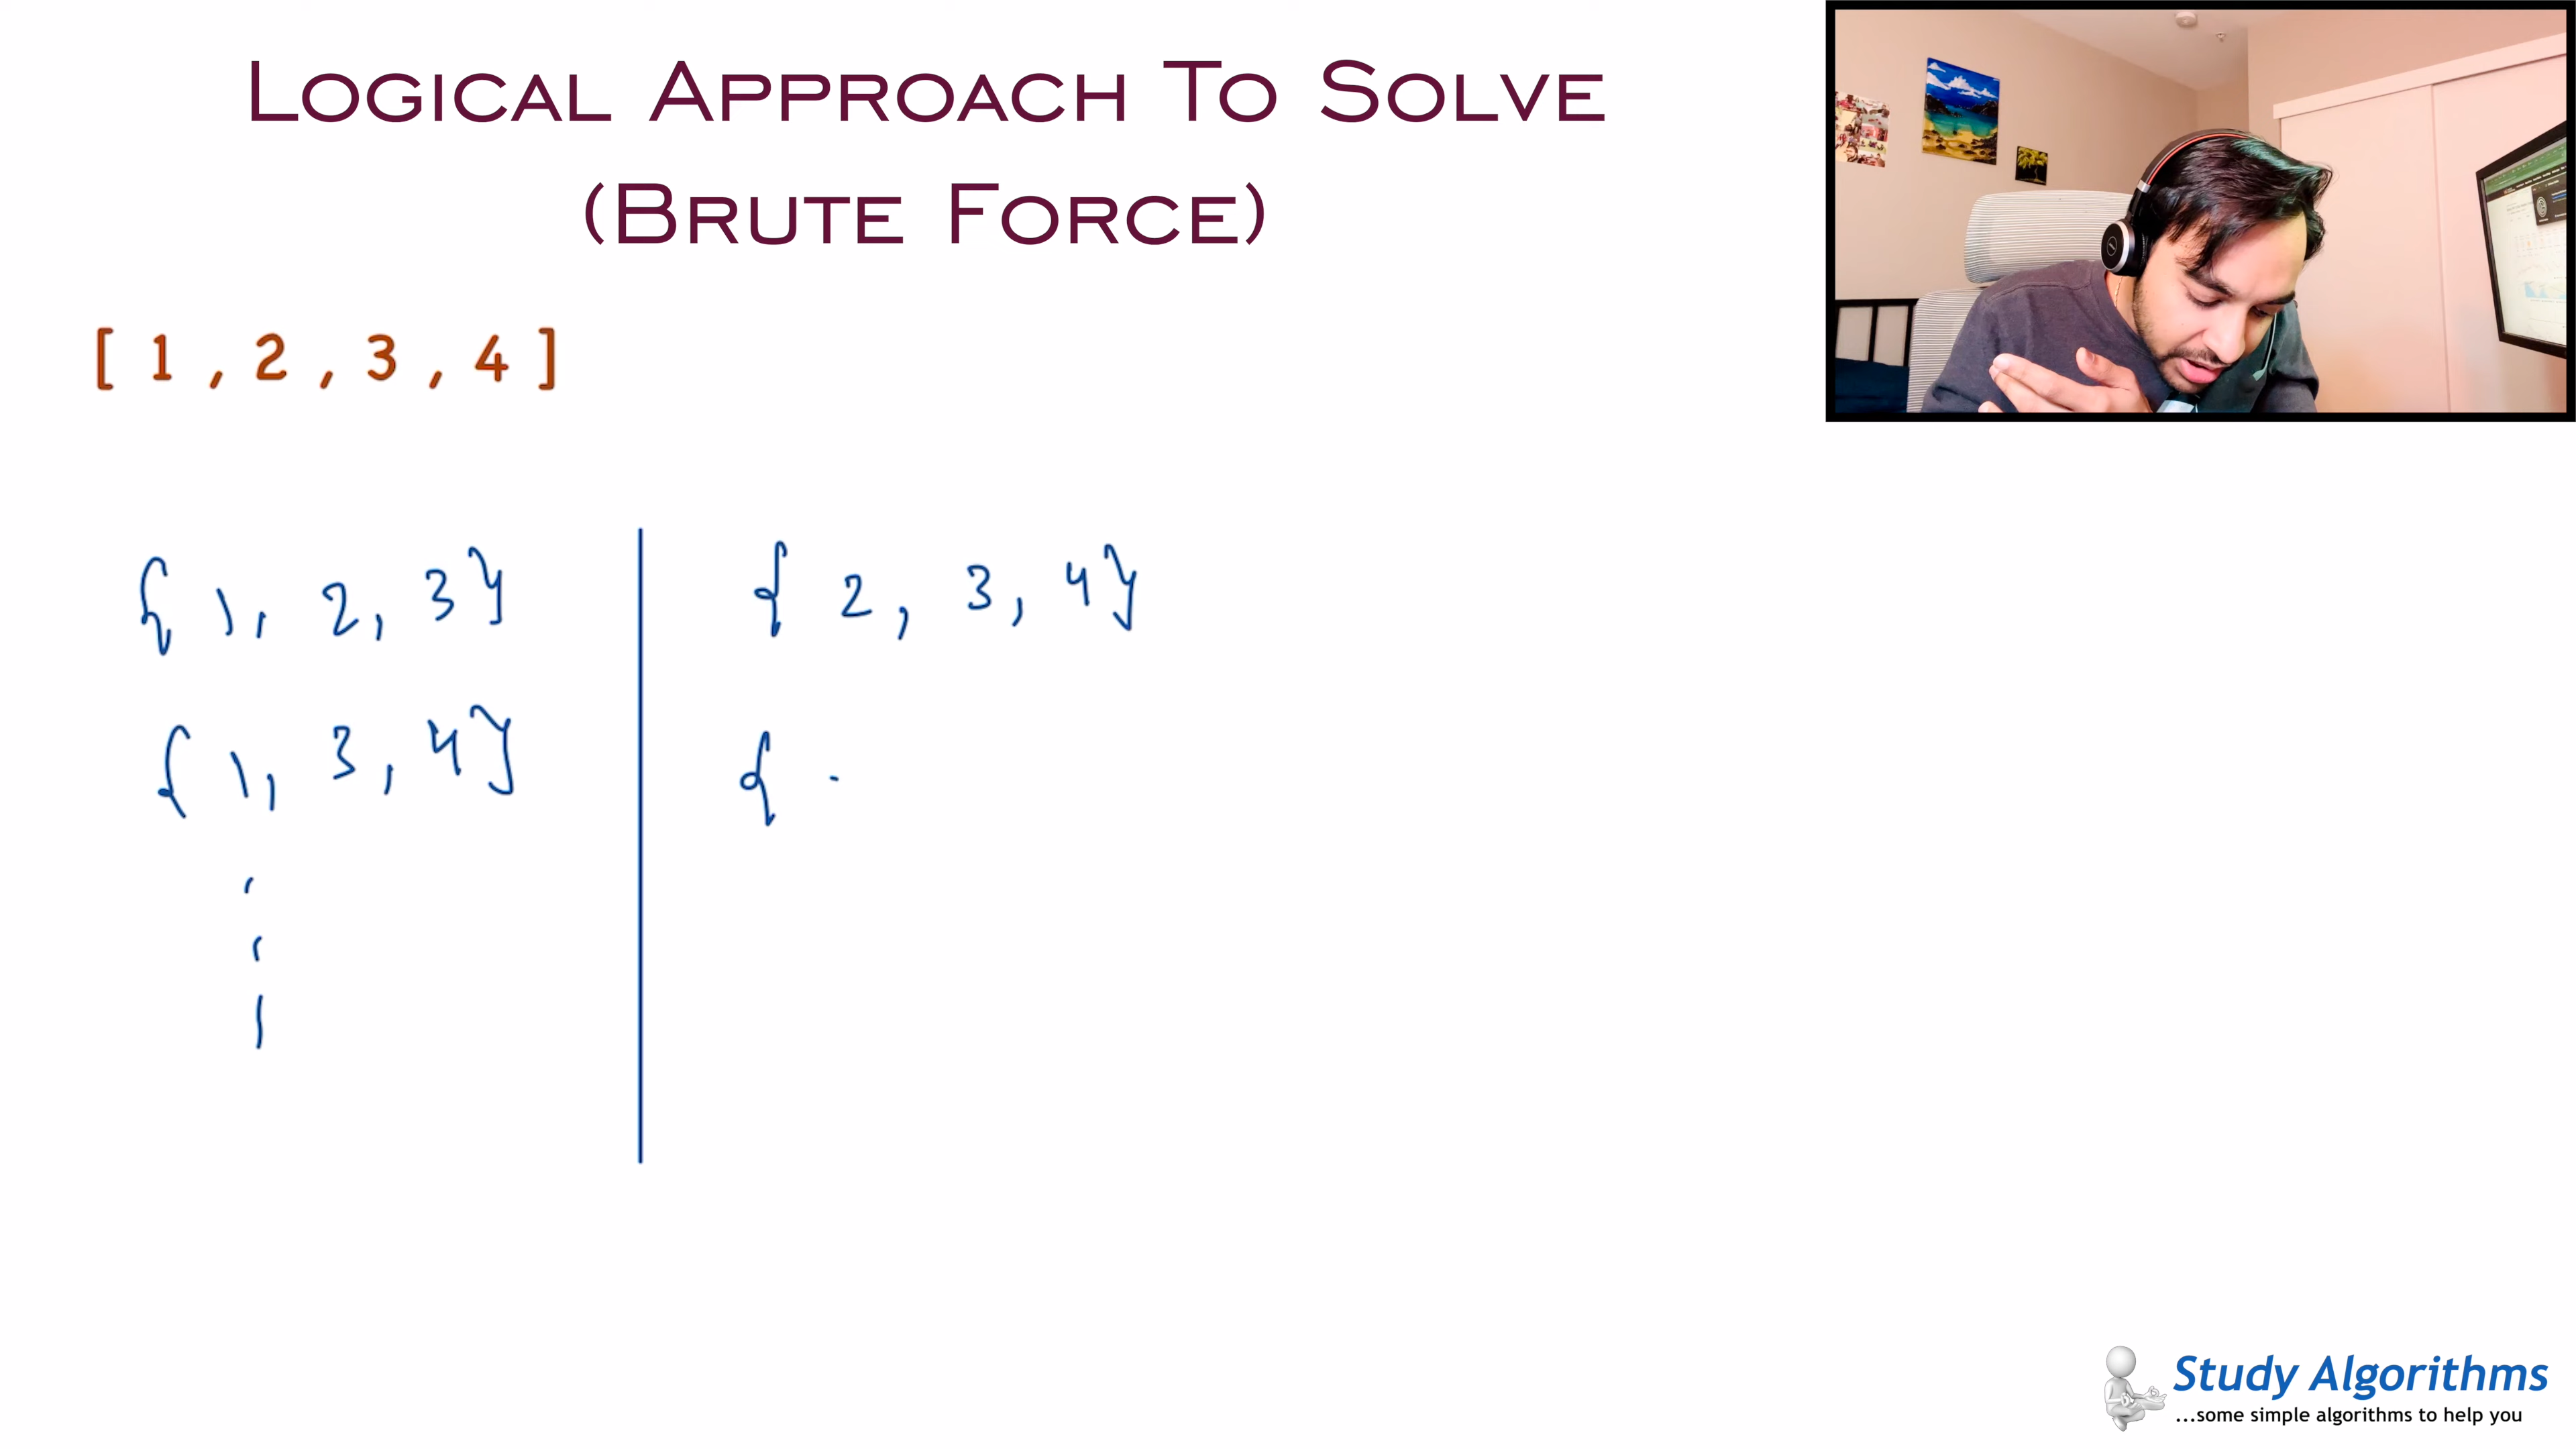 LOGICAL APPROACH TO SOLVE
(BRUTE FORCE)
[ 1 , 2 , 3 , 4 ]
{ 1, 2, 3}
{ 1, 3, 4}
{ 2, 3, 4}
{ .
Study Algorithms
...some simple algorithms to help you